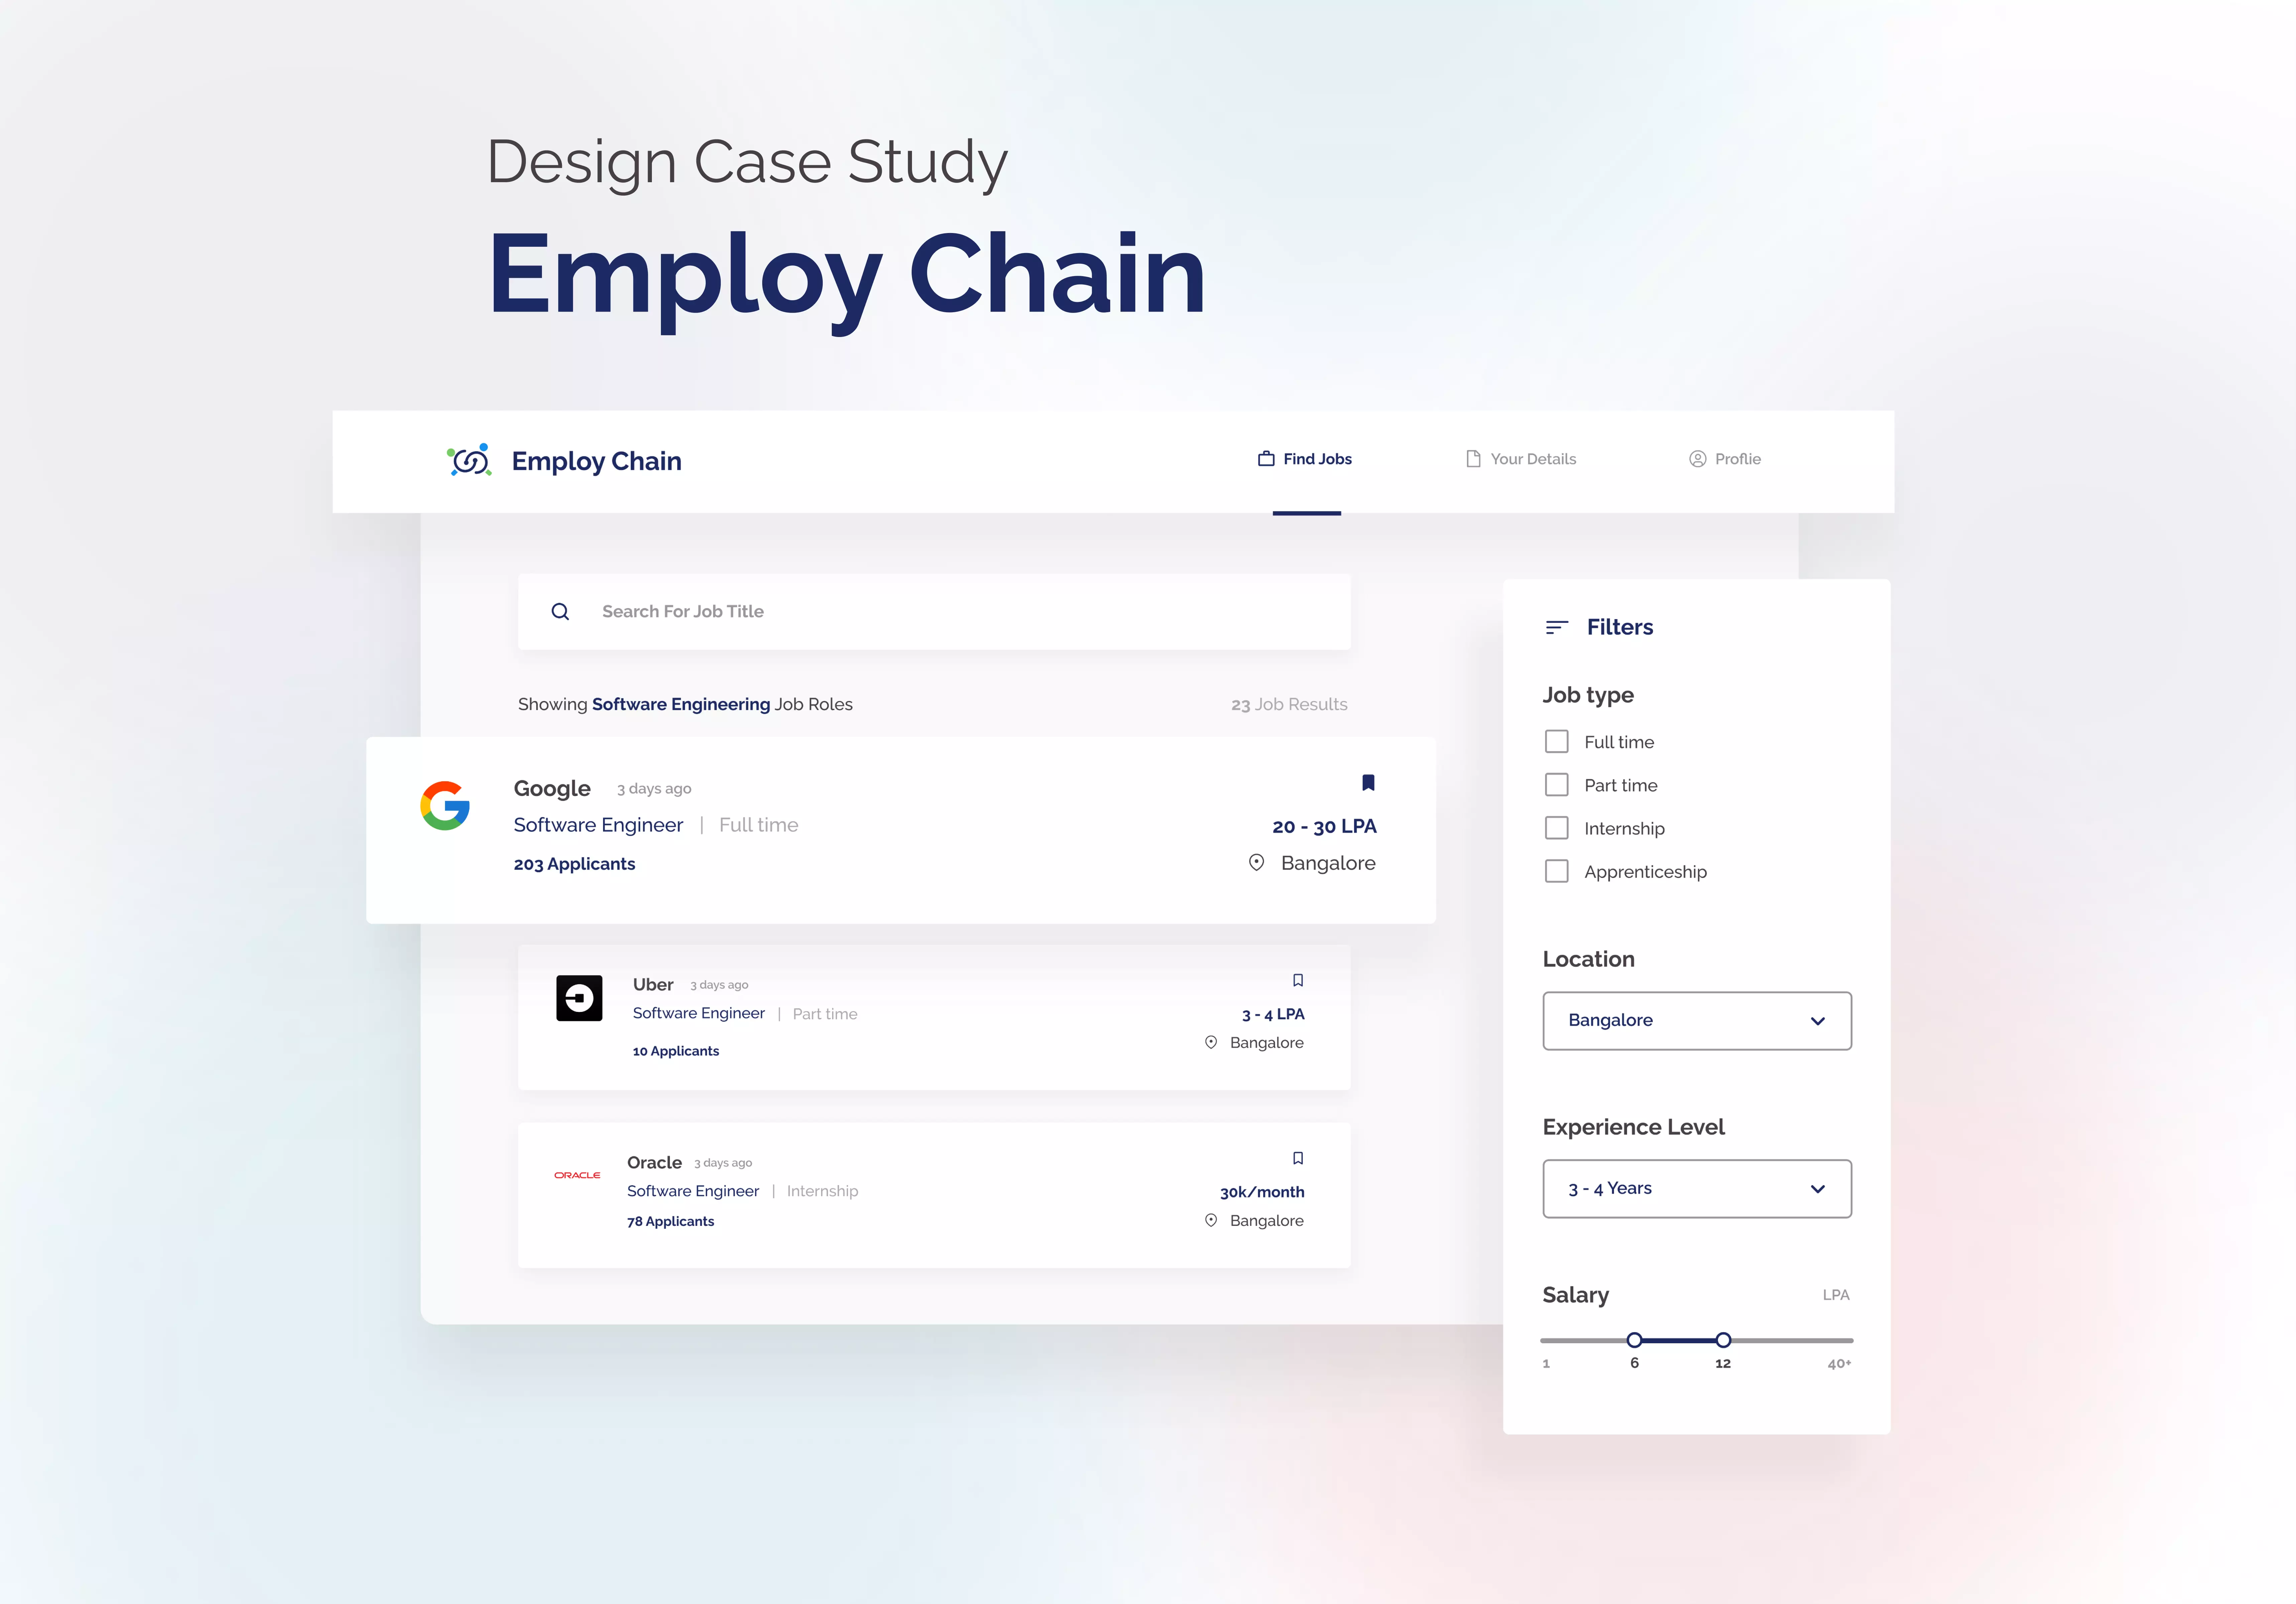 Design Case Study
Employ Chain
Employ Chain
Find Jobs
Your Details
Proflie
Search For Job Title
Showing Software Engineering Job Roles
23 Job Results
Google 3 days ago
Software Engineer | Full time
203 Applicants
20 - 30 LPA
Bangalore
Uber 3 days ago
Software Engineer | Part time
10 Applicants
3 - 4 LPA
Bangalore
ORACLE
Oracle 3 days ago
Software Engineer | Internship
78 Applicants
30k/month
Bangalore
Filters
Job type
Full time
Part time
Internship
Apprenticeship
Location
Bangalore
Experience Level
3 - 4 Years
Salary LPA
1 6 12 40+